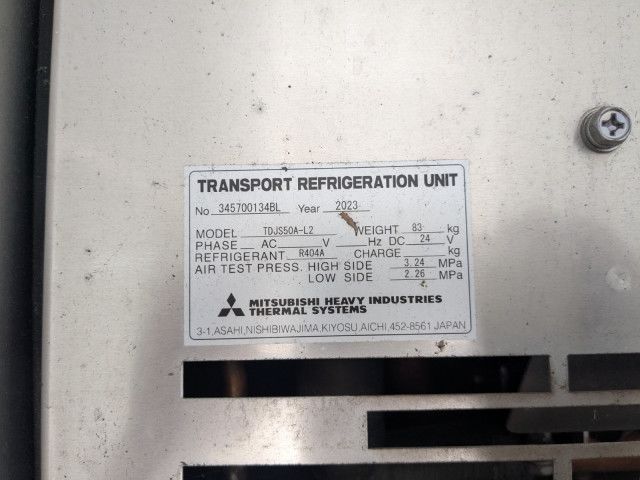 TRANSPORT REFRIGERATION UNIT
No 345700134BL Year 2023
MODEL TDJS50A-L2 WEIGHT 83 kg
PHASE AC V Hz DC 24 V
REFRIGERANT R404A CHARGE kg
AIR TEST PRESS. HIGH SIDE 3.24 MPa
LOW SIDE 2.26 MPa
MITSUBISHI HEAVY INDUSTRIES
THERMAL SYSTEMS
3-1,ASAHI,NISHIBIWAJIMA,KIYOSU,AICHI,452-8561 JAPAN